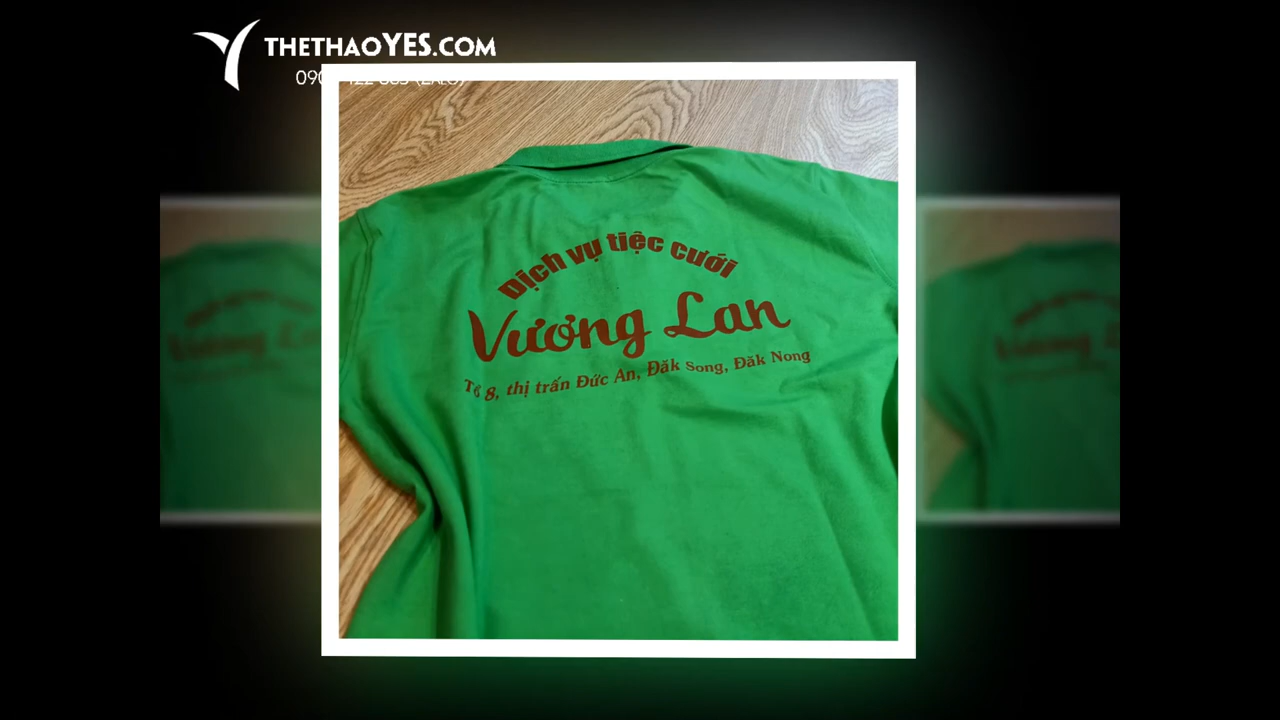 THETHAOYES.COM
Dịch vụ tiệc cưới
Vương Lan
Tổ 8, thị trấn Đức An, Đăk Song, Đăk Nong